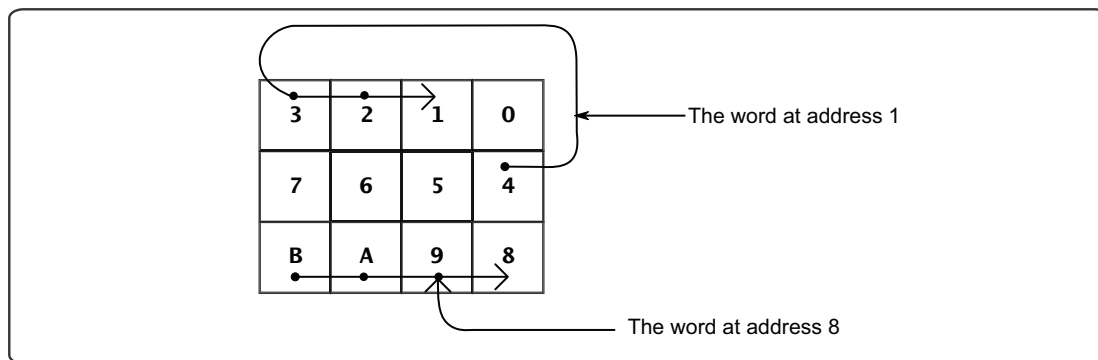 3 2 1 0
The word at address 1
7 6 5 4
B A 9 8
The word at address 8